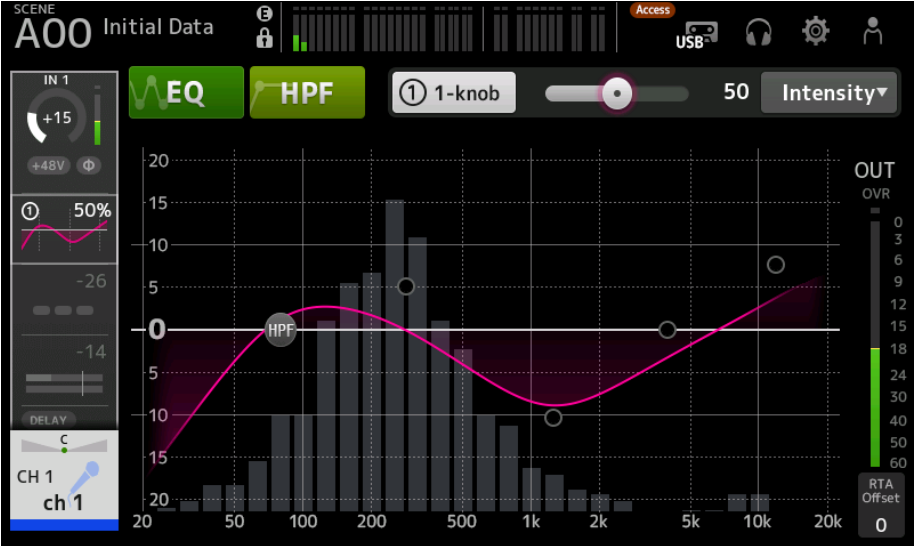 SCENE
A00 Initial Data
E
Access
USB
IN 1
+15
+48V Φ
1 50%
-26
-14
DELAY
C
CH 1
ch 1
EQ
HPF
1 1-knob
50
Intensity▼
20
15
10
5
0
5
10
15
20
HPF
20 50 100 200 500 1k 2k 5k 10k 20k
OUT
OVR
0
3
6
9
12
15
18
24
30
40
50
60
RTA
Offset
0